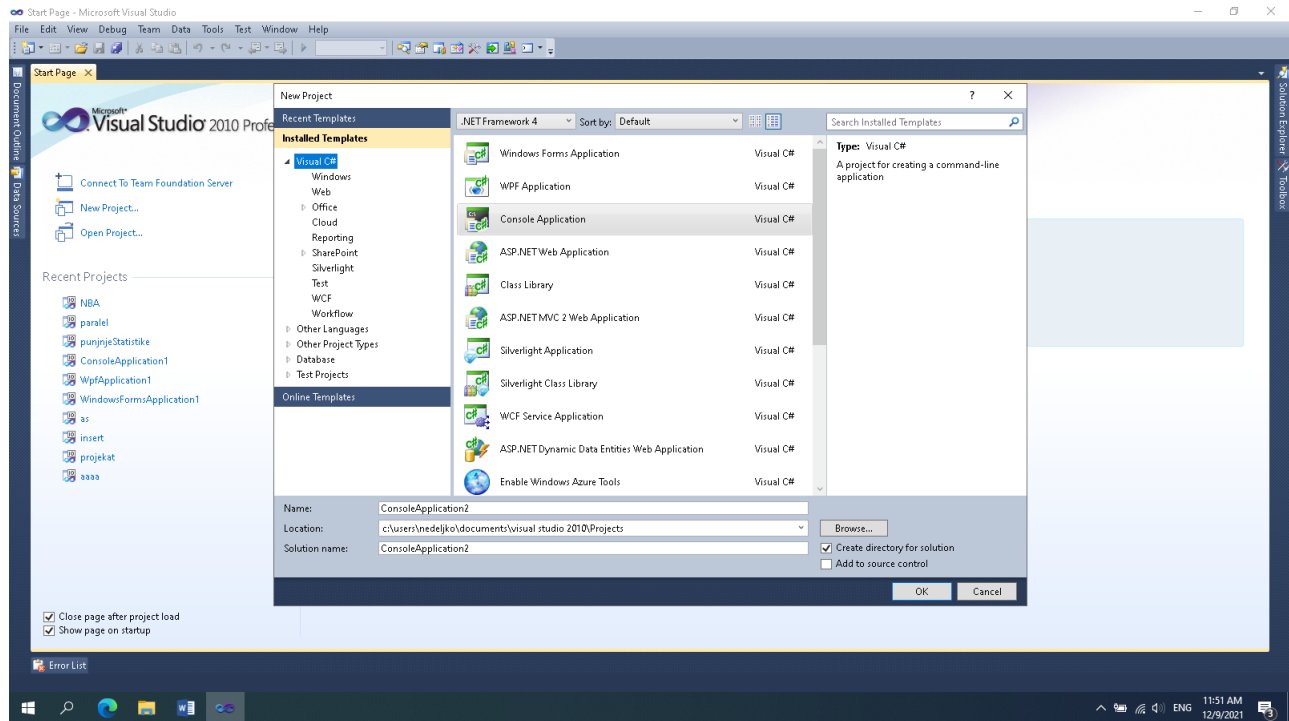 Start Page - Microsoft Visual Studio
File Edit View Debug Team Data Tools Test Window Help
Start Page
Document Outline
Data Sources
Microsoft®
Visual Studio 2010 Profe
Connect To Team Foundation Server
New Project...
Open Project...
Recent Projects
NBA
paralel
punjnjeStatistike
ConsoleApplication1
WpfApplication1
WindowsFormsApplication1
as
insert
projekat
aaaa
Close page after project load
Show page on startup
New Project
Recent Templates
Installed Templates
Visual C#
Windows
Web
Office
Cloud
Reporting
SharePoint
Silverlight
Test
WCF
Workflow
Other Languages
Other Project Types
Database
Test Projects
Online Templates
.NET Framework 4 Sort by: Default
Windows Forms Application Visual C#
WPF Application Visual C#
Console Application Visual C#
ASP.NET Web Application Visual C#
Class Library Visual C#
ASP.NET MVC 2 Web Application Visual C#
Silverlight Application Visual C#
Silverlight Class Library Visual C#
WCF Service Application Visual C#
ASP.NET Dynamic Data Entities Web Application Visual C#
Enable Windows Azure Tools Visual C#
Search Installed Templates
Type: Visual C#
A project for creating a command-line
application
Name: ConsoleApplication2
Location: c:\users\nedeljko\documents\visual studio 2010\Projects Browse...
Solution name: ConsoleApplication2
Create directory for solution
Add to source control
OK Cancel
Solution Explorer
Toolbox
Error List
ENG
11:51 AM
12/9/2021
3